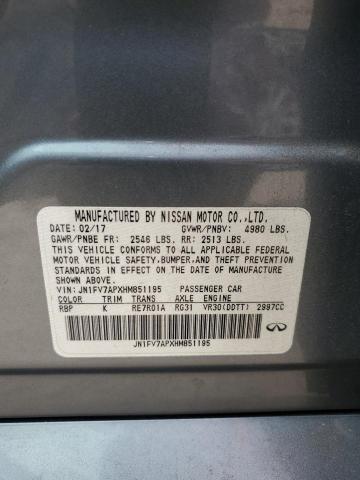 MANUFACTURED BY NISSAN MOTOR CO.,LTD.
DATE: 02/17 GVWR/PNBV: 4980 LBS.
GAWR/PNBE FR: 2546 LBS. RR: 2513 LBS.
THIS VEHICLE CONFORMS TO ALL APPLICABLE FEDERAL
MOTOR VEHICLE SAFETY,BUMPER, AND THEFT PREVENTION
STANDARDS IN EFFECT ON THE DATE OF MANUFACTURE
SHOWN ABOVE.
VIN: JN1FV7APXHM851195 PASSENGER CAR
COLOR TRIM TRANS AXLE ENGINE
RBP K RE7R01A RG31 VR30(DDTT) 2997CC
JN1FV7APXHM851195